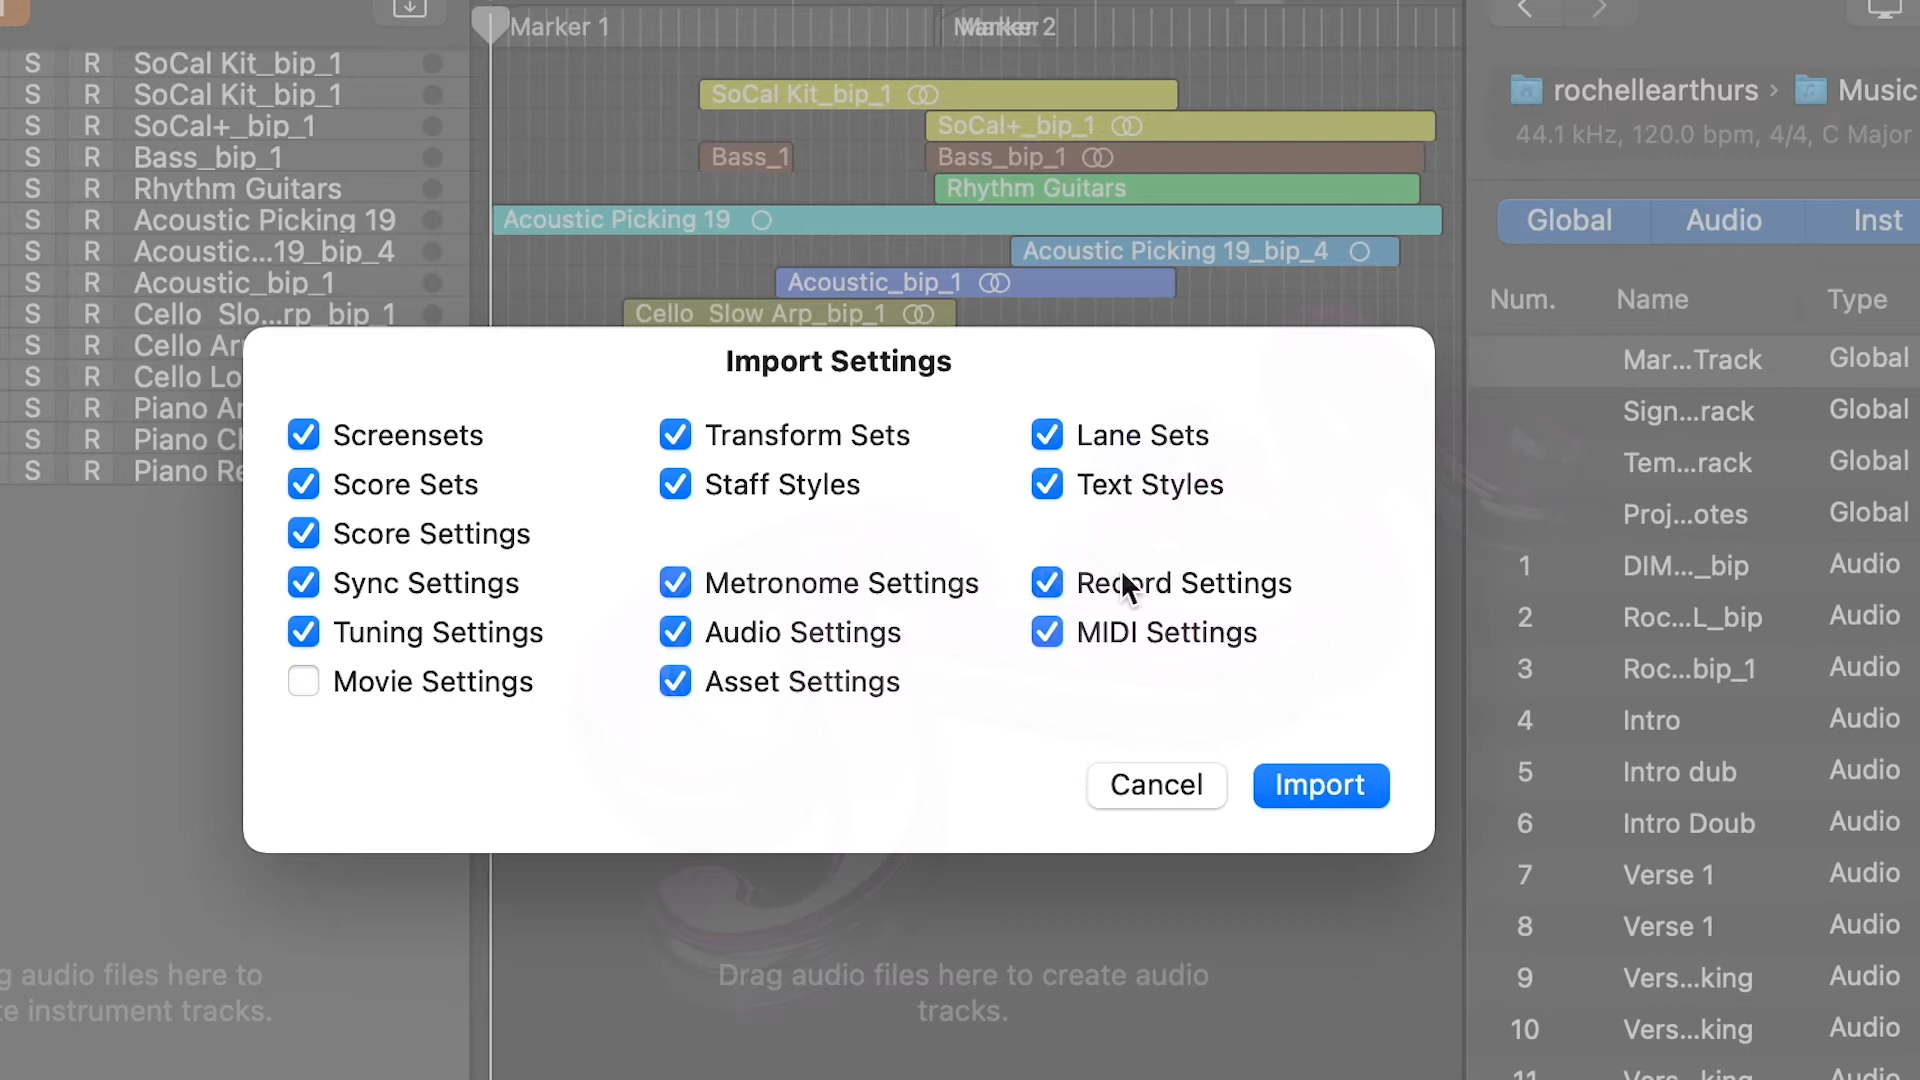 Marker 1
Marker 2
S R SoCal Kit_bip_1
S R SoCal Kit_bip_1
S R SoCal+_bip_1
S R Bass_bip_1
S R Rhythm Guitars
S R Acoustic Picking 19
S R Acoustic...19_bip_4
S R Acoustic_bip_1
S R Cello Slo...rp_bip_1
S R Cello Ar
S R Cello Lo
S R Piano Ar
S R Piano Ch
S R Piano Re
SoCal Kit_bip_1
SoCal+_bip_1
Bass_1 Bass_bip_1
Rhythm Guitars
Acoustic Picking 19
Acoustic Picking 19_bip_4
Acoustic_bip_1
Cello Slow Arp_bip_1
Import Settings
Screensets Transform Sets Lane Sets
Score Sets Staff Styles Text Styles
Score Settings
Sync Settings Metronome Settings Record Settings
Tuning Settings Audio Settings MIDI Settings
Movie Settings Asset Settings
Cancel Import
g audio files here to
e instrument tracks.
Drag audio files here to create audio
tracks.
rochellearthurs › Music
44.1 kHz, 120.0 bpm, 4/4, C Major
Global Audio Inst
Num. Name Type
Mar...Track Global
Sign...rack Global
Tem...rack Global
Proj...otes Global
1 DIM..._bip Audio
2 Roc...L_bip Audio
3 Roc...bip_1 Audio
4 Intro Audio
5 Intro dub Audio
6 Intro Doub Audio
7 Verse 1 Audio
8 Verse 1 Audio
9 Vers...king Audio
10 Vers...king Audio
11 Vers...king Audio